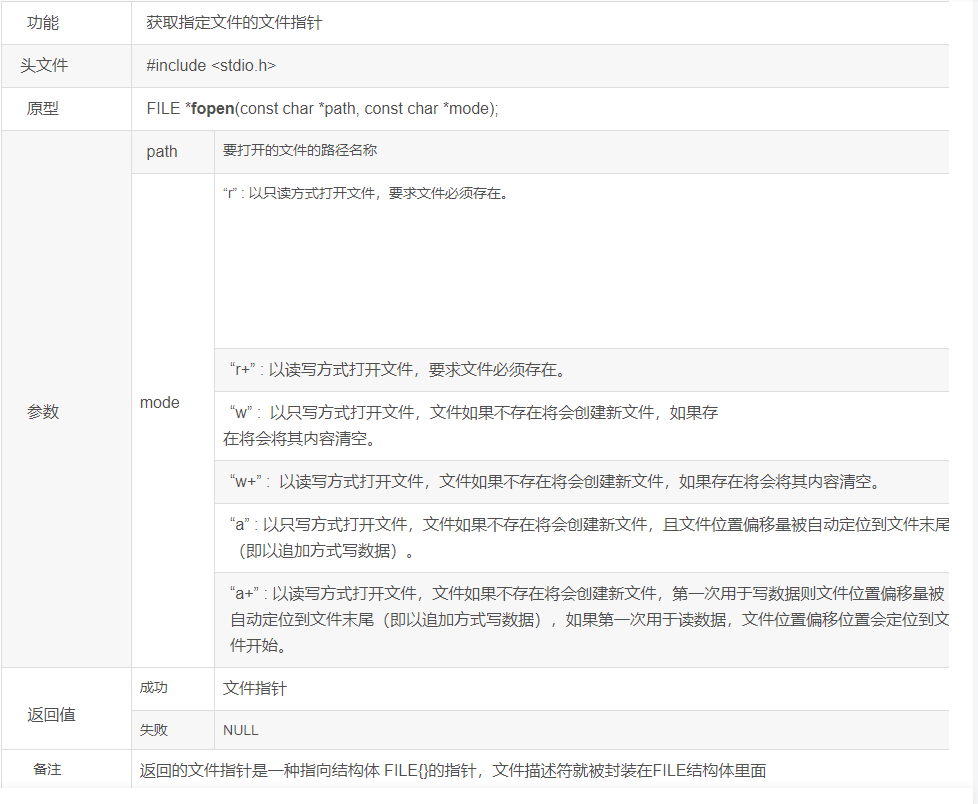 功能
获取指定文件的文件指针
头文件
#include <stdio.h>
原型
FILE *fopen(const char *path, const char *mode);
参数
path
要打开的文件的路径名称
mode
“r” : 以只读方式打开文件，要求文件必须存在。
“r+” : 以读写方式打开文件，要求文件必须存在。
“w” :  以只写方式打开文件，文件如果不存在将会创建新文件，如果存
在将会将其内容清空。
“w+” :  以读写方式打开文件，文件如果不存在将会创建新文件，如果存在将会将其内容清空。
“a” : 以只写方式打开文件，文件如果不存在将会创建新文件，且文件位置偏移量被自动定位到文件末尾
（即以追加方式写数据）。
“a+” : 以读写方式打开文件，文件如果不存在将会创建新文件，第一次用于写数据则文件位置偏移量被
自动定位到文件末尾（即以追加方式写数据），如果第一次用于读数据，文件位置偏移位置会定位到文
件开始。
返回值
成功
文件指针
失败
NULL
备注
返回的文件指针是一种指向结构体 FILE{}的指针，文件描述符就被封装在FILE结构体里面